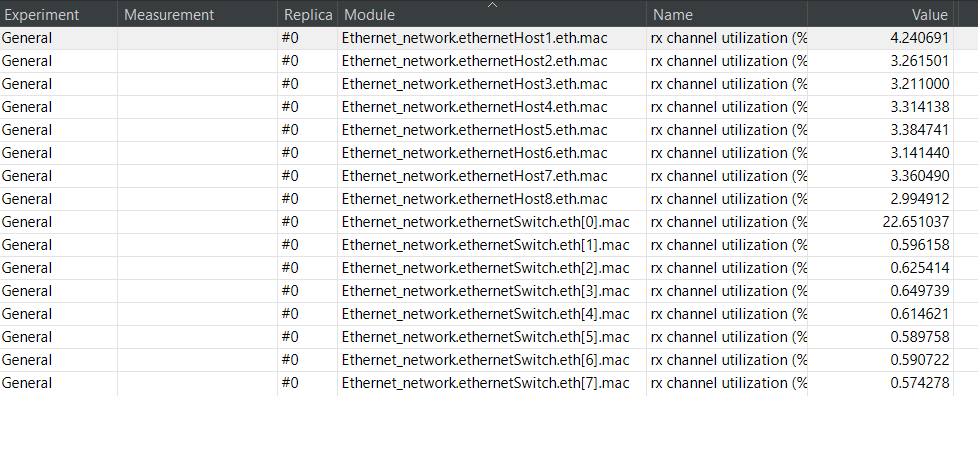 Experiment Measurement Replica Module Name Value
General #0 Ethernet_network.ethernetHost1.eth.mac rx channel utilization (% 4.240691
General #0 Ethernet_network.ethernetHost2.eth.mac rx channel utilization (% 3.261501
General #0 Ethernet_network.ethernetHost3.eth.mac rx channel utilization (% 3.211000
General #0 Ethernet_network.ethernetHost4.eth.mac rx channel utilization (% 3.314138
General #0 Ethernet_network.ethernetHost5.eth.mac rx channel utilization (% 3.384741
General #0 Ethernet_network.ethernetHost6.eth.mac rx channel utilization (% 3.141440
General #0 Ethernet_network.ethernetHost7.eth.mac rx channel utilization (% 3.360490
General #0 Ethernet_network.ethernetHost8.eth.mac rx channel utilization (% 2.994912
General #0 Ethernet_network.ethernetSwitch.eth[0].mac rx channel utilization (% 22.651037
General #0 Ethernet_network.ethernetSwitch.eth[1].mac rx channel utilization (% 0.596158
General #0 Ethernet_network.ethernetSwitch.eth[2].mac rx channel utilization (% 0.625414
General #0 Ethernet_network.ethernetSwitch.eth[3].mac rx channel utilization (% 0.649739
General #0 Ethernet_network.ethernetSwitch.eth[4].mac rx channel utilization (% 0.614621
General #0 Ethernet_network.ethernetSwitch.eth[5].mac rx channel utilization (% 0.589758
General #0 Ethernet_network.ethernetSwitch.eth[6].mac rx channel utilization (% 0.590722
General #0 Ethernet_network.ethernetSwitch.eth[7].mac rx channel utilization (% 0.574278